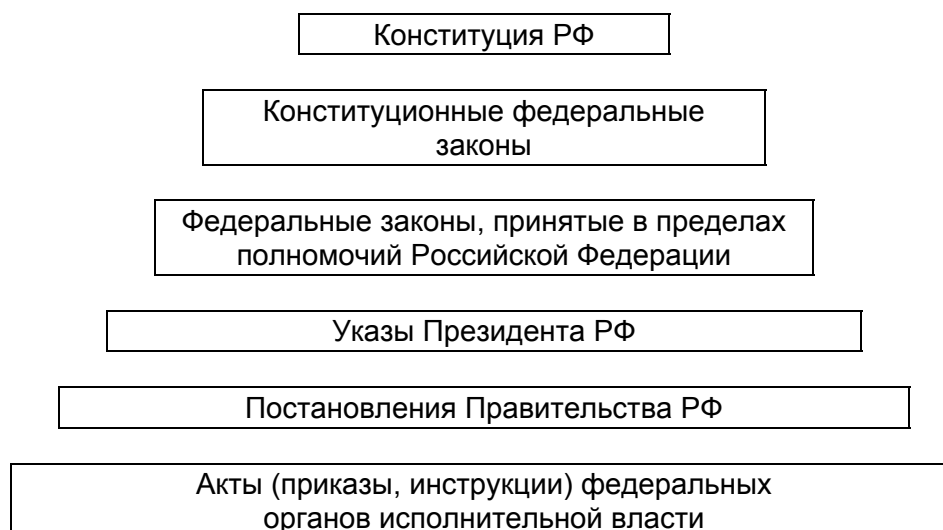 Конституция РФ
Конституционные федеральные
законы
Федеральные законы, принятые в пределах
полномочий Российской Федерации
Указы Президента РФ
Постановления Правительства РФ
Акты (приказы, инструкции) федеральных
органов исполнительной власти